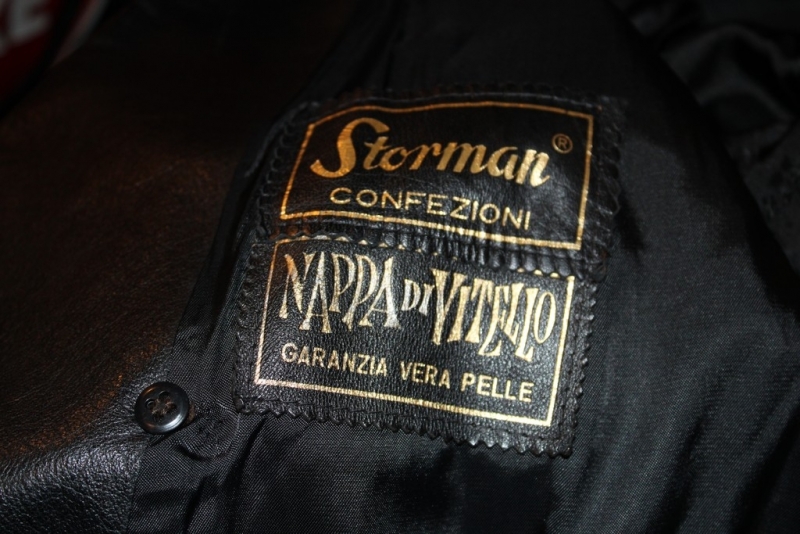 Storman®
CONFEZIONI
NAPPA DI VITELLO
GARANZIA VERA PELLE